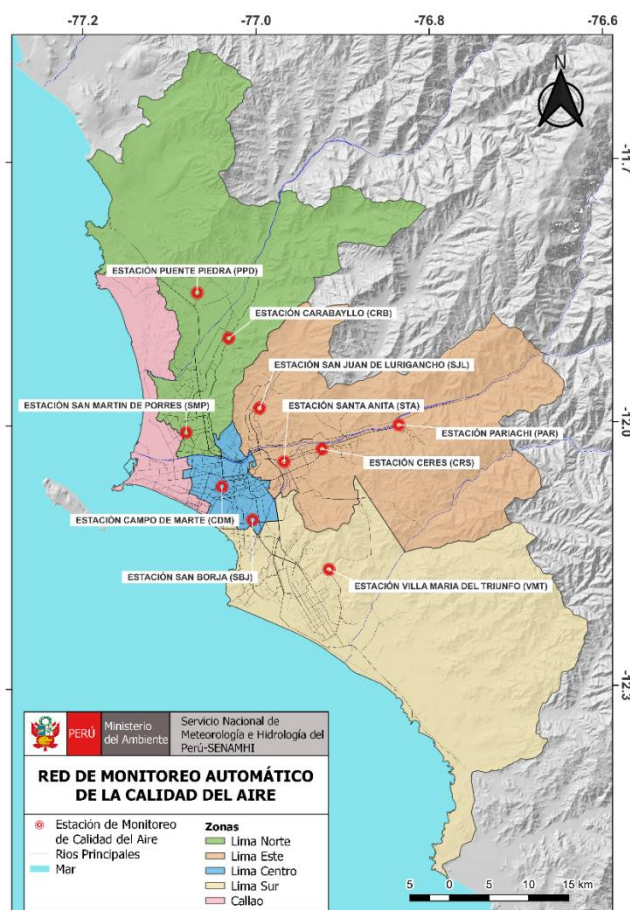 -77.2
-77.0
-76.8
-76.6
N
-11.7
ESTACIÓN PUENTE PIEDRA (PPD)
ESTACIÓN CARABAYLLO (CRB)
ESTACIÓN SAN JUAN DE LURIGANCHO (SJL)
ESTACIÓN SAN MARTIN DE PORRES (SMP)
ESTACIÓN SANTA ANITA (STA)
-12.0
ESTACIÓN PARIACHI (PAR)
ESTACIÓN CERES (CRS)
ESTACIÓN CAMPO DE MARTE (CDM)
ESTACIÓN SAN BORJA (SBJ)
ESTACIÓN VILLA MARIA DEL TRIUNFO (VMT)
-12.3
PERÚ
Ministerio
del Ambiente
Servicio Nacional de
Meteorología e Hidrología del
Perú-SENAMHI
RED DE MONITOREO AUTOMÁTICO
DE LA CALIDAD DEL AIRE
Estación de Monitoreo
de Calidad del Aire
Rios Principales
Mar
Zonas
Lima Norte
Lima Este
Lima Centro
Lima Sur
Callao
5 0 5 10 15 km